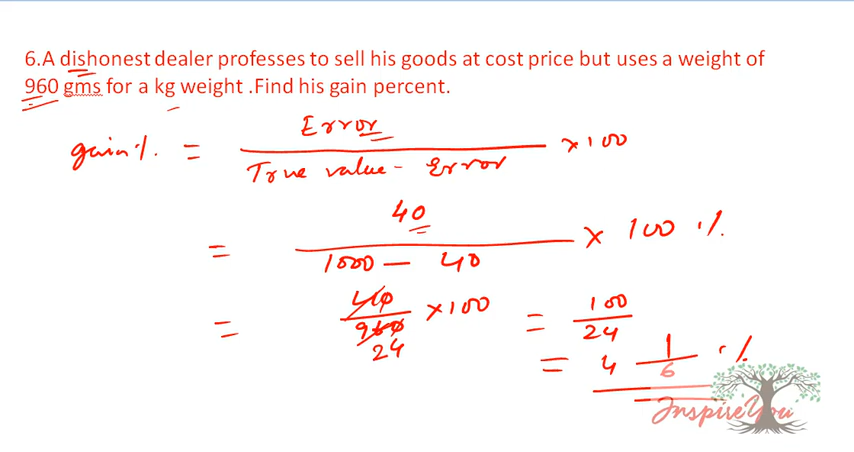 6.A dishonest dealer professes to sell his goods at cost price but uses a weight of
960 gms for a kg weight .Find his gain percent.
gain%. = Error / True value - Error × 100
= 40 / 1000 - 40 × 100 %
= 40 / 960 24 × 100 = 100 / 24
= 4 1/6 %
InspireYou